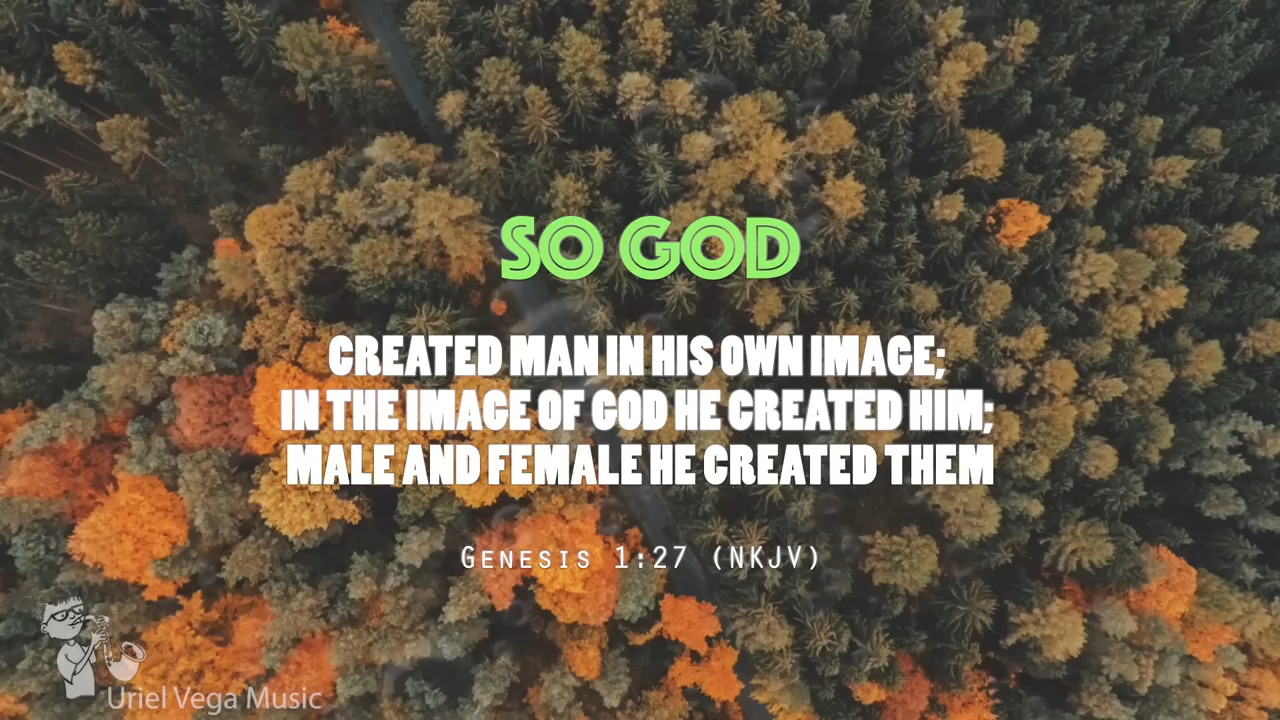 SO GOD
CREATED MAN IN HIS OWN IMAGE;
IN THE IMAGE OF GOD HE CREATED HIM;
MALE AND FEMALE HE CREATED THEM
Genesis 1:27 (NKJV)
Uriel Vega Music